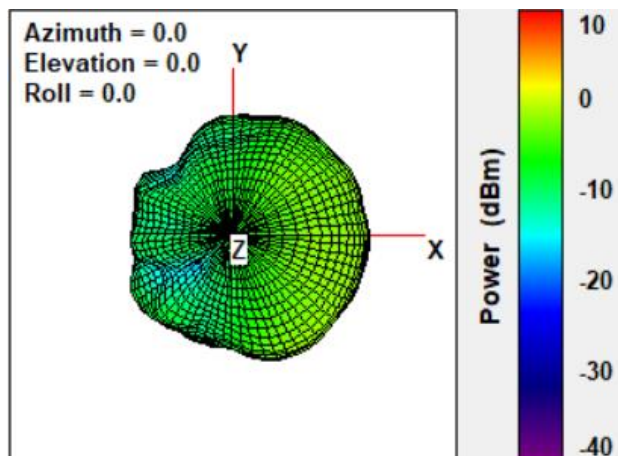 Azimuth = 0.0
Elevation = 0.0
Roll = 0.0
Y
Z
X
Power (dBm)
10
0
-10
-20
-30
-40